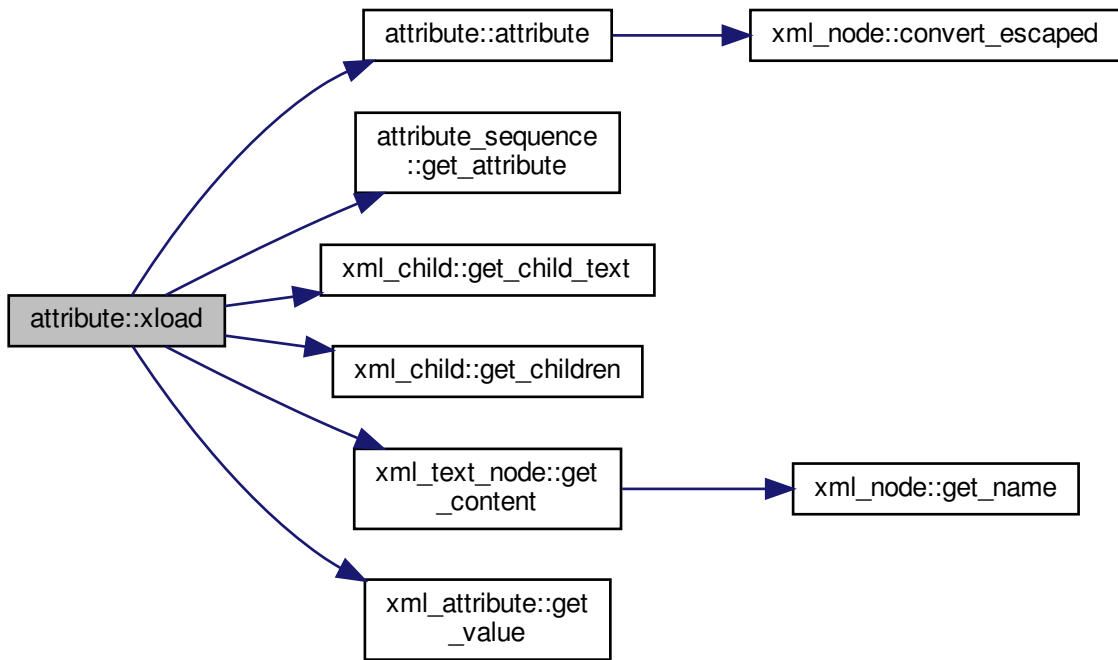 attribute::attribute
xml_node::convert_escaped
attribute_sequence
::get_attribute
xml_child::get_child_text
attribute::xload
xml_child::get_children
xml_text_node::get
_content
xml_node::get_name
xml_attribute::get
_value